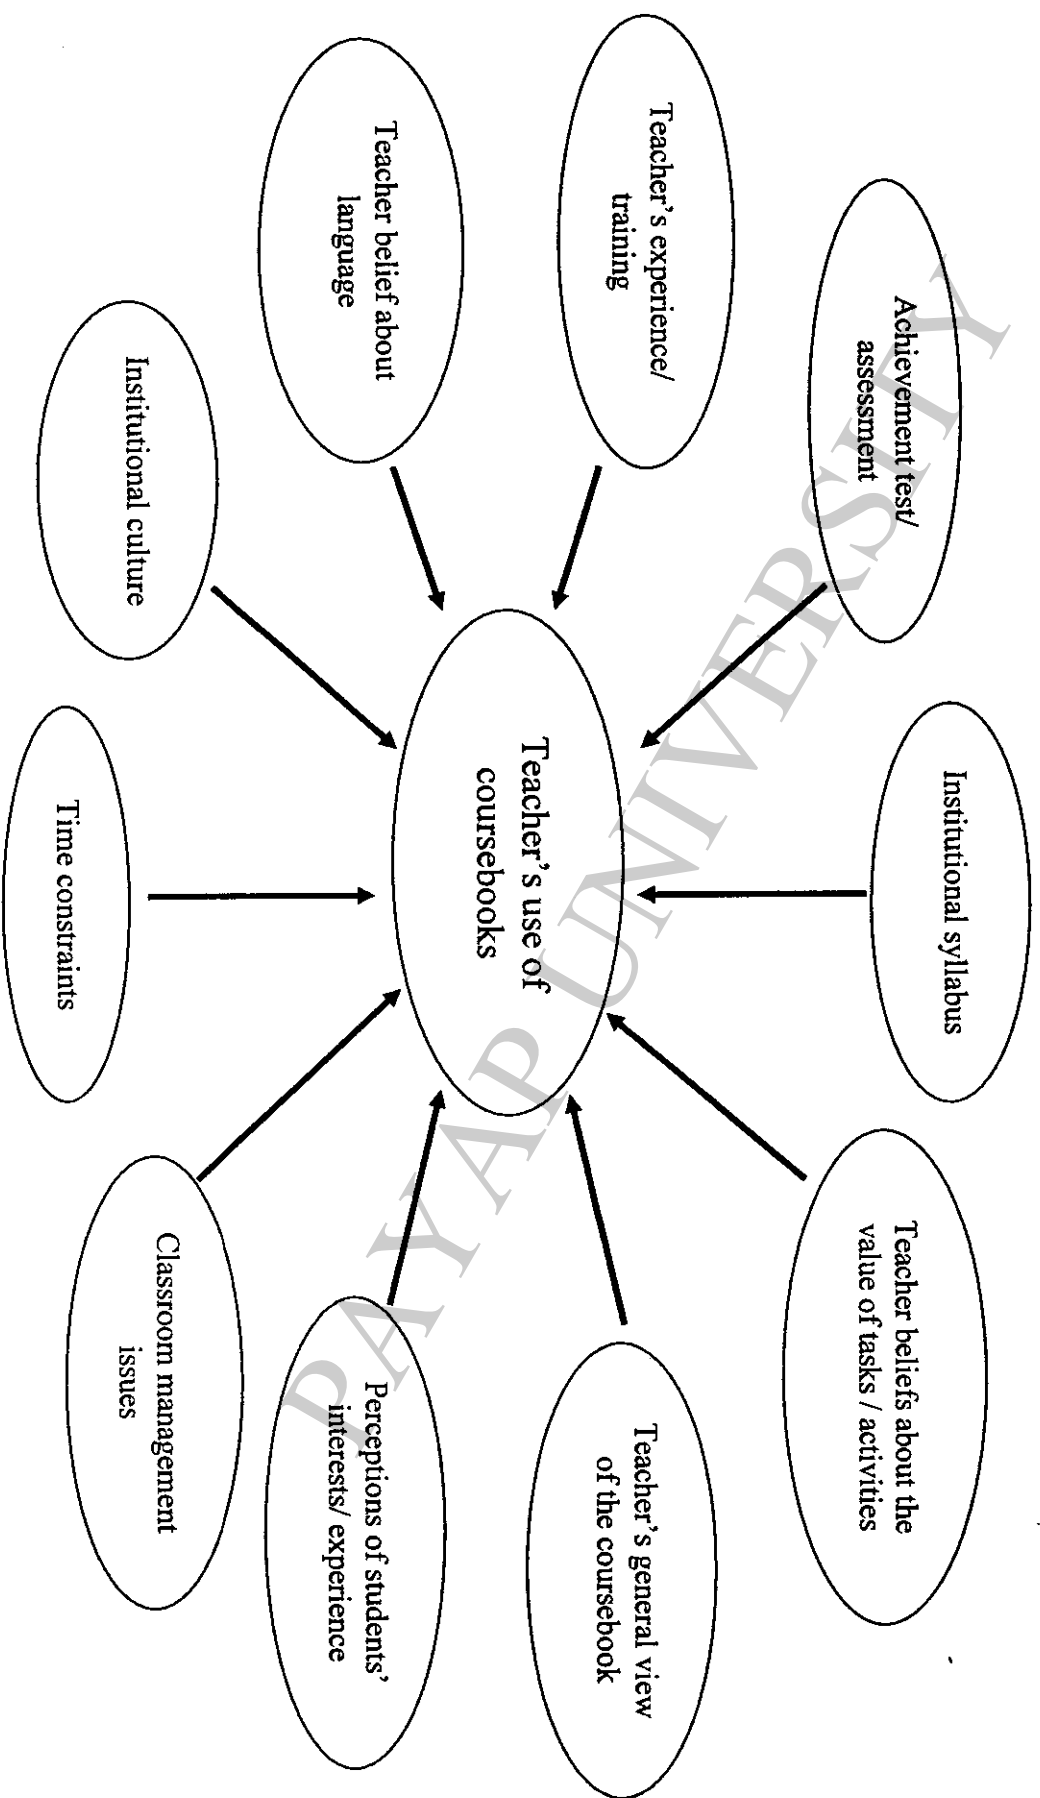 Institutional syllabus
Achievement test/
assessment
Teacher beliefs about the
value of tasks / activities
Teacher's experience/
training
Teacher's general view
of the coursebook
Teacher's use of
coursebooks
Teacher belief about
language
Perceptions of students'
interests/ experience
Institutional culture
Classroom management
issues
Time constraints
PAYAP UNIVERSITY